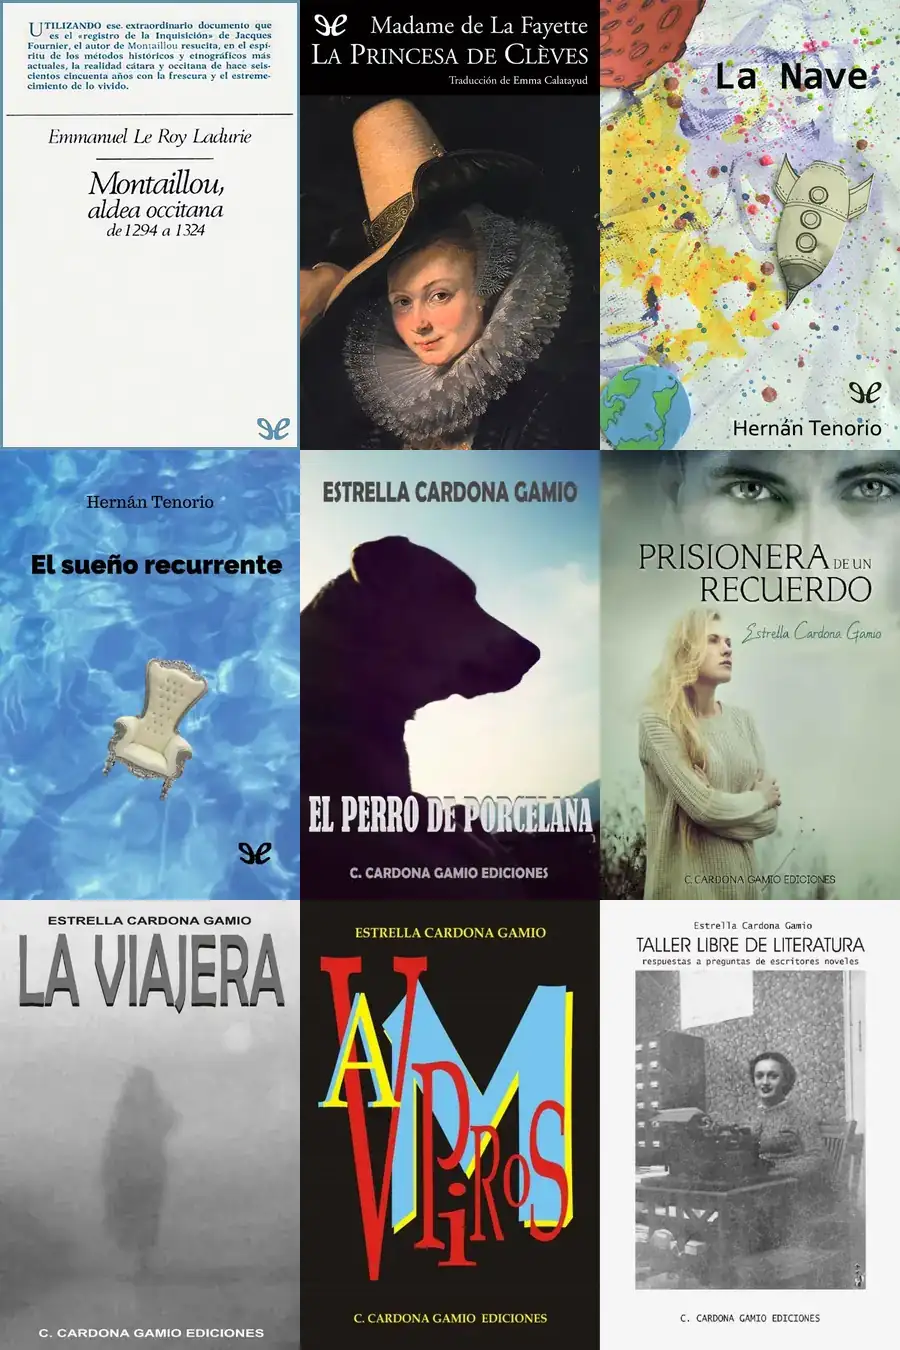 UTILIZANDO ese extraordinario documento que
es el «registro de la Inquisición» de Jacques
Fournier, el autor de Montaillou resucita, en el espí-
ritu de los métodos históricos y etnográficos más
actuales, la realidad cátara y occitana de hace seis-
cientos cincuenta años con la frescura y el estreme-
cimiento de lo vivido.
Emmanuel Le Roy Ladurie
Montaillou,
aldea occitana
de 1294 a 1324
Madame de La Fayette
LA PRINCESA DE CLÈVES
Traducción de Emma Calatayud
La Nave
Hernán Tenorio
Hernán Tenorio
El sueño recurrente
ESTRELLA CARDONA GAMIO
EL PERRO DE PORCELANA
C. CARDONA GAMIO EDICIONES
PRISIONERA DE UN
RECUERDO
Estrella Cardona Gamio
C. CARDONA GAMIO EDICIONES
ESTRELLA CARDONA GAMIO
LA VIAJERA
C. CARDONA GAMIO EDICIONES
ESTRELLA CARDONA GAMIO
VAMPIROS
C. CARDONA GAMIO EDICIONES
Estrella Cardona Gamio
TALLER LIBRE DE LITERATURA
respuestas a preguntas de escritores noveles
C. CARDONA GAMIO EDICIONES